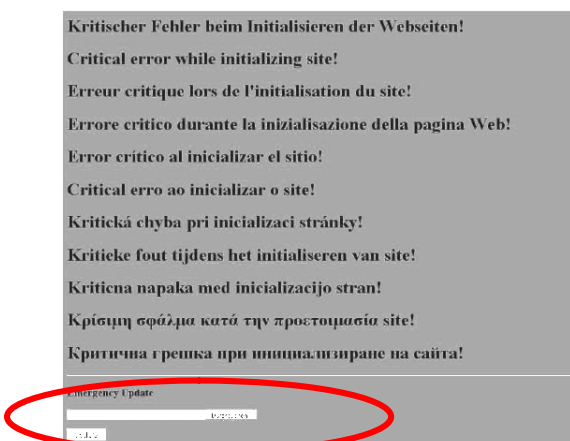 Kritischer Fehler beim Initialisieren der Webseiten!
Critical error while initializing site!
Erreur critique lors de l'initialisation du site!
Errore critico durante la inizialisazione della pagina Web!
Error crítico al inicializar el sitio!
Critical erro ao inicializar o site!
Kritická chyba pri inicializaci stránky!
Kritieke fout tijdens het initialiseren van site!
Kriticna napaka med inicializacijo stran!
Κρίσιμη σφάλμα κατά την προετοιμασία site!
Критична грешка при инициализиране на сайта!
Emergency Update